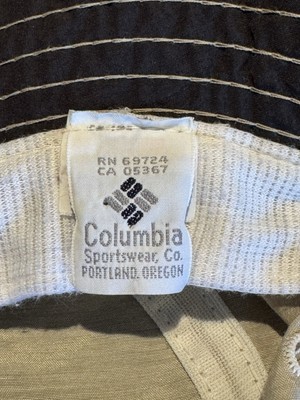 RN 69724
CA 05367
Columbia
Sportswear, Co.
PORTLAND, OREGON